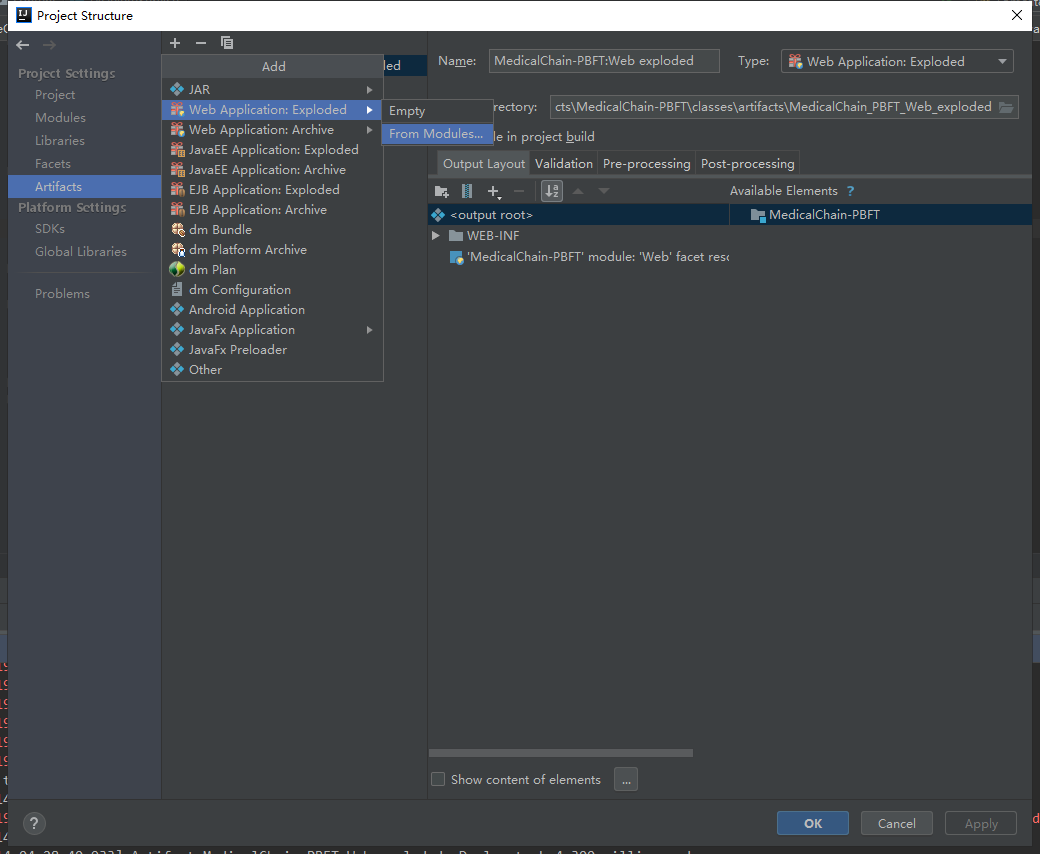 Project Structure
Project Settings
Project
Modules
Libraries
Facets
Artifacts
Platform Settings
SDKs
Global Libraries
Problems
Add
JAR
Web Application: Exploded
Web Application: Archive
JavaEE Application: Exploded
JavaEE Application: Archive
EJB Application: Exploded
EJB Application: Archive
dm Bundle
dm Platform Archive
dm Plan
dm Configuration
Android Application
JavaFx Application
JavaFx Preloader
Other
Empty
From Modules...
Name: MedicalChain-PBFT:Web exploded
Type: Web Application: Exploded
rectory: cts\MedicalChain-PBFT\classes\artifacts\MedicalChain_PBFT_Web_exploded
in project build
Output Layout Validation Pre-processing Post-processing
Available Elements ?
<output root>
MedicalChain-PBFT
WEB-INF
'MedicalChain-PBFT' module: 'Web' facet reso
Show content of elements ...
? OK Cancel Apply